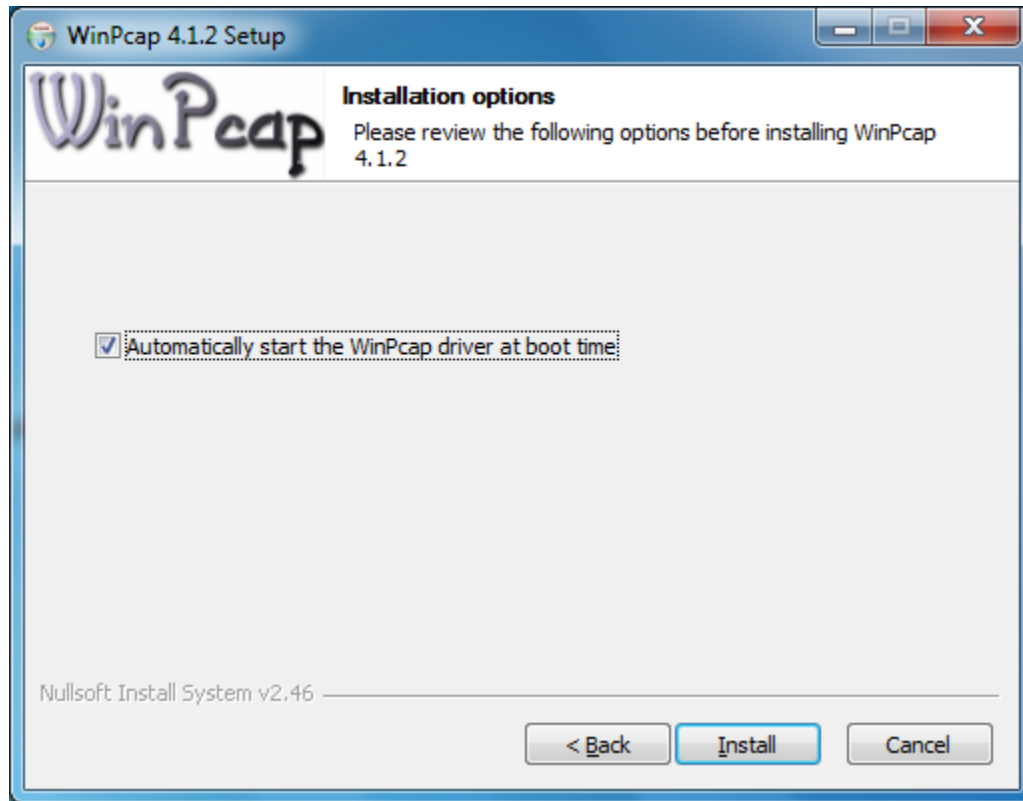 WinPcap 4.1.2 Setup
WinPcap
Installation options
Please review the following options before installing WinPcap
4.1.2
Automatically start the WinPcap driver at boot time
Nullsoft Install System v2.46
< Back
Install
Cancel